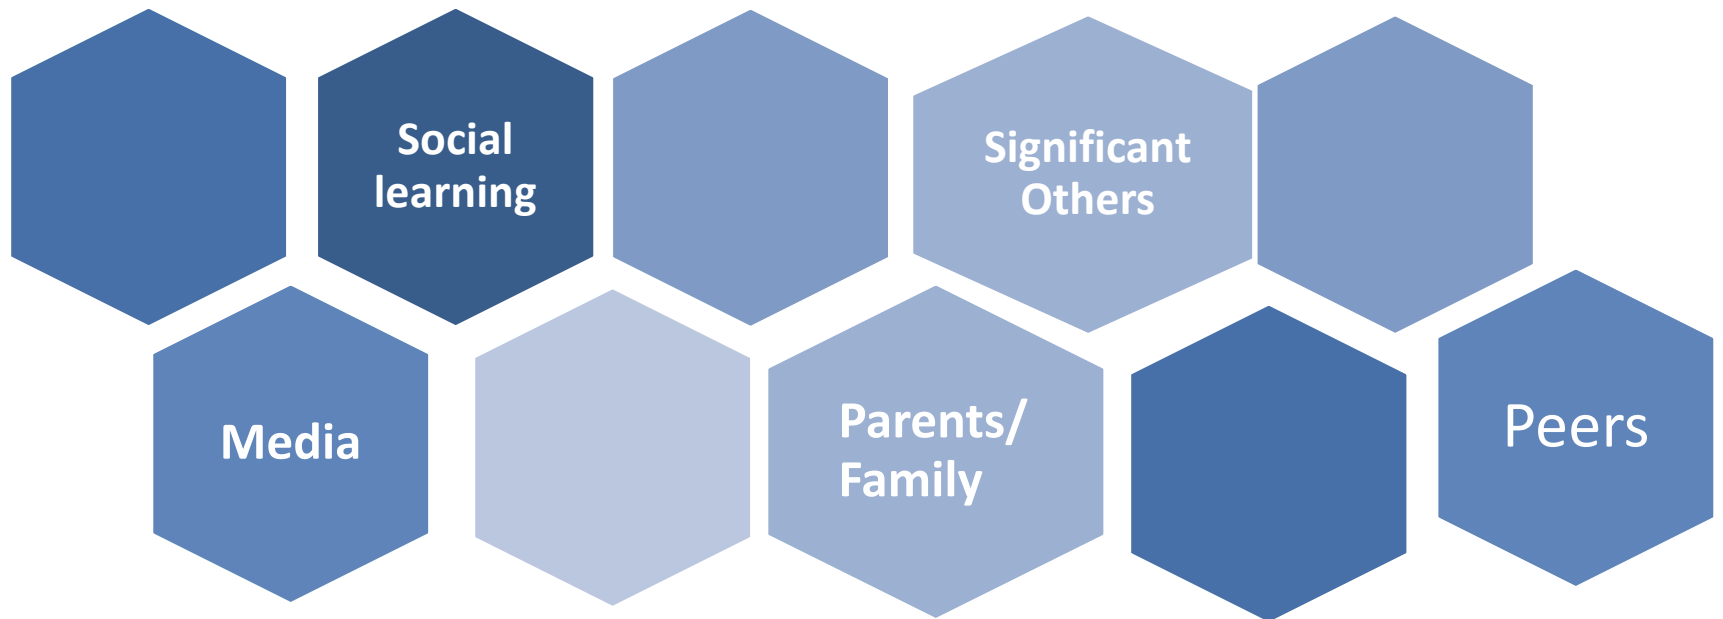 Social
learning
Significant
Others
Media
Parents/
Family
Peers